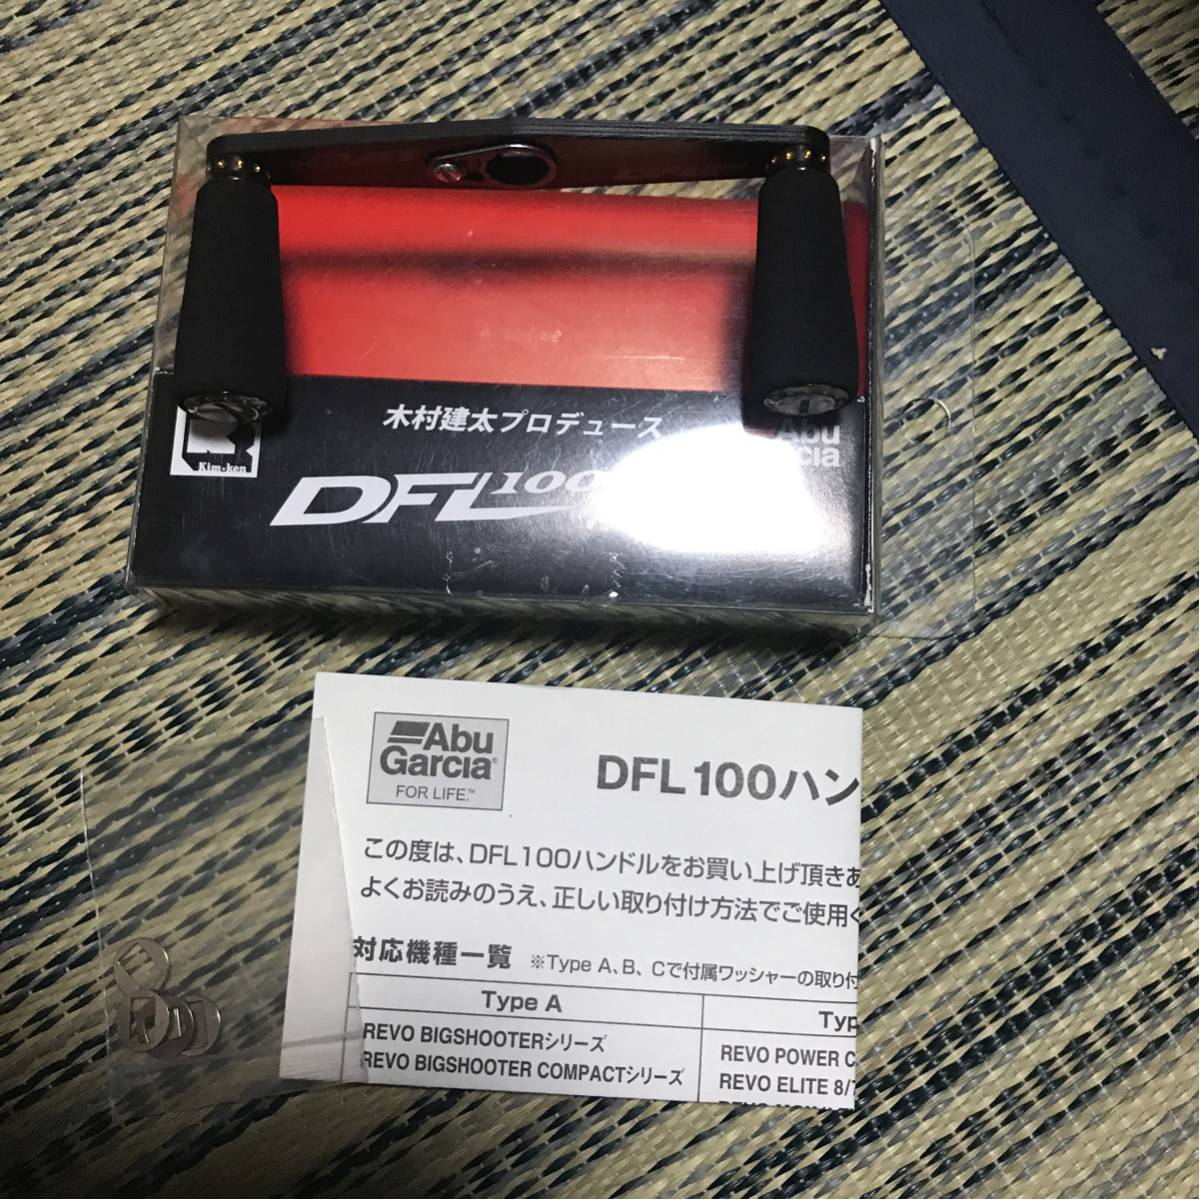 木村建太プロデュース
Kim-ken
DFL100
Abu
Garcia
Abu
Garcia
FOR LIFE.™
DFL100ハン
この度は、DFL100ハンドルをお買い上げ頂きあ
よくお読みのうえ、正しい取り付け方法でご使用く
対応機種一覧 ※Type A、B、Cで付属ワッシャーの取り付
Type A
Typ
REVO BIGSHOOTERシリーズ
REVO BIGSHOOTER COMPACTシリーズ
REVO POWER C
REVO ELITE 8/7